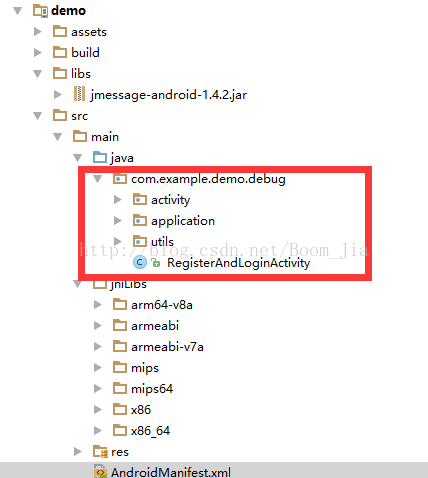 demo
assets
build
libs
jmessage-android-1.4.2.jar
src
main
java
com.example.demo.debug
activity
application
utils
http://blog.csdn.net/Boom_Jia
C RegisterAndLoginActivity
jniLibs
arm64-v8a
armeabi
armeabi-v7a
mips
mips64
x86
x86_64
res
AndroidManifest.xml